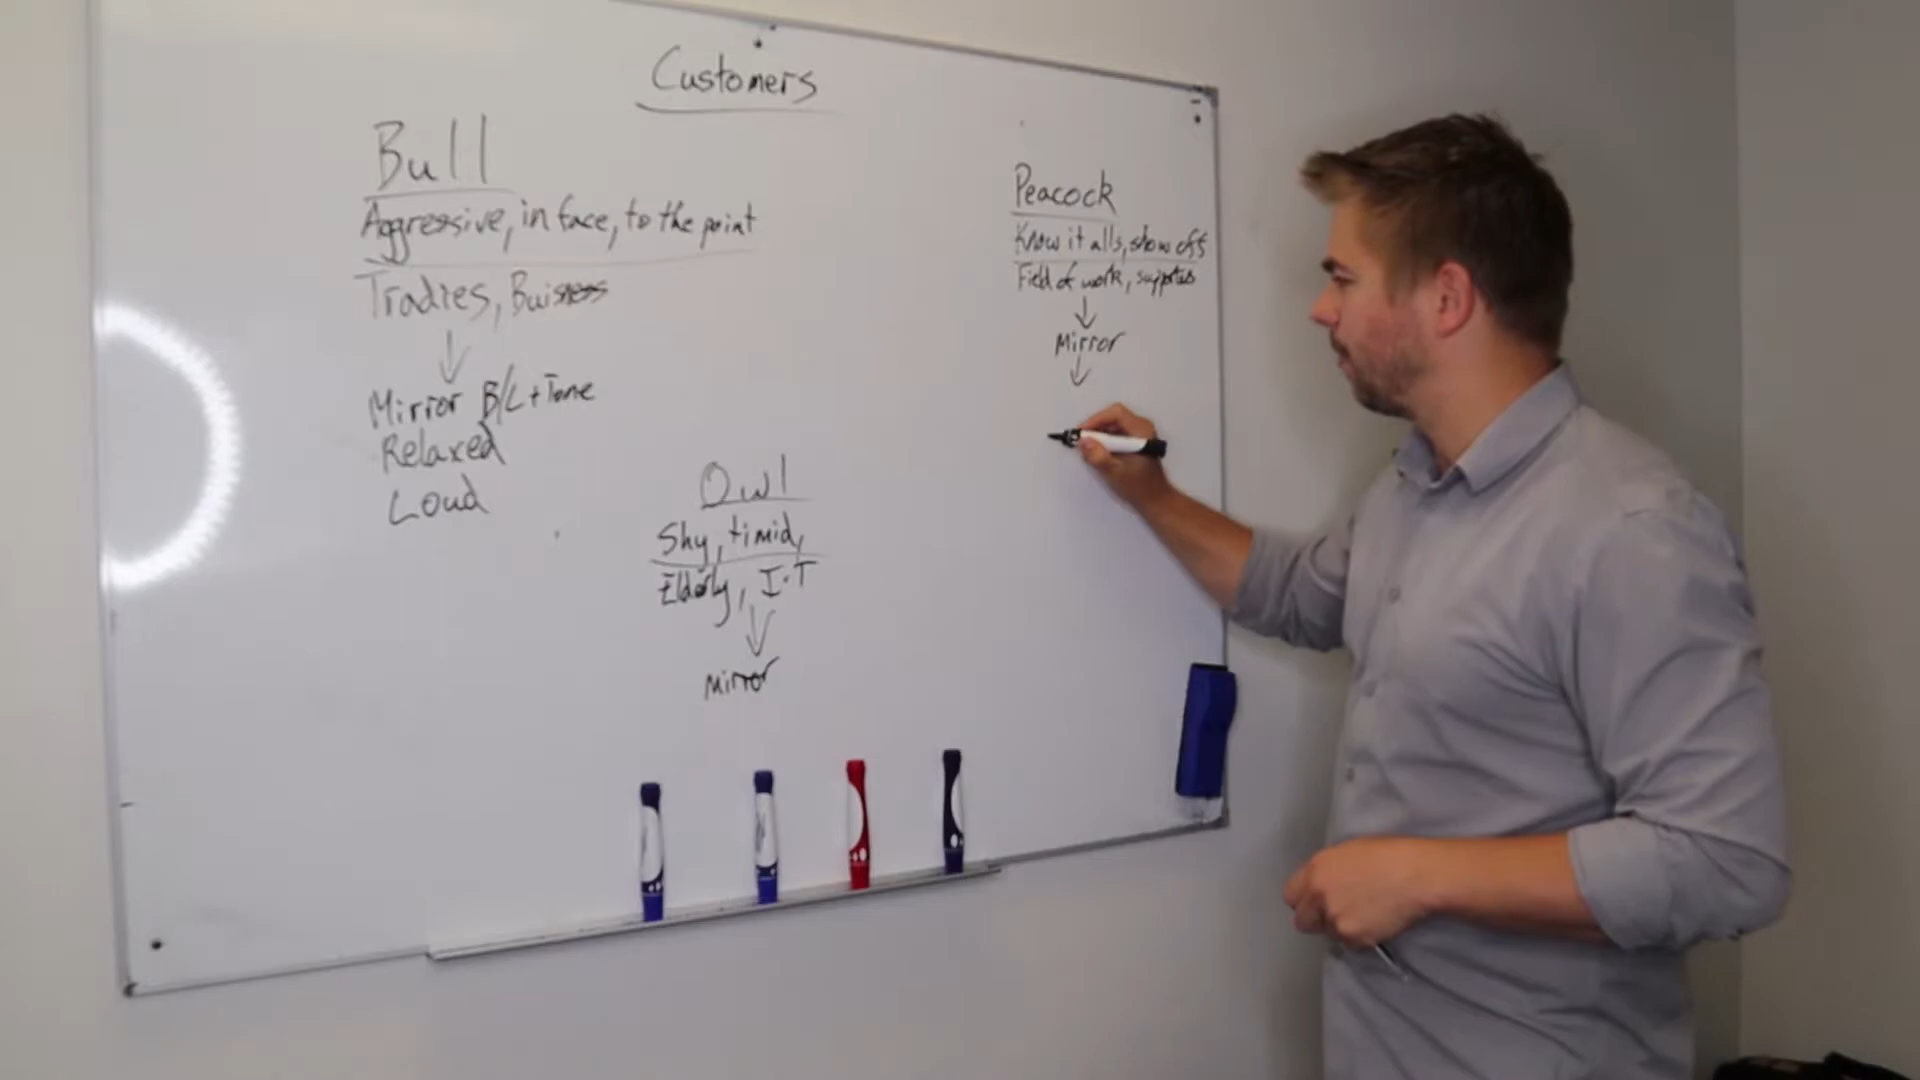 Customers
Bull
Aggressive, in face, to the point
Tradies, Buisness
Mirror B/L + Tone
Relaxed
Loud
Owl
Shy, timid,
Elderly, I.T
Mirror
Peacock
Know it alls, show offs
Field of work,
Mirror